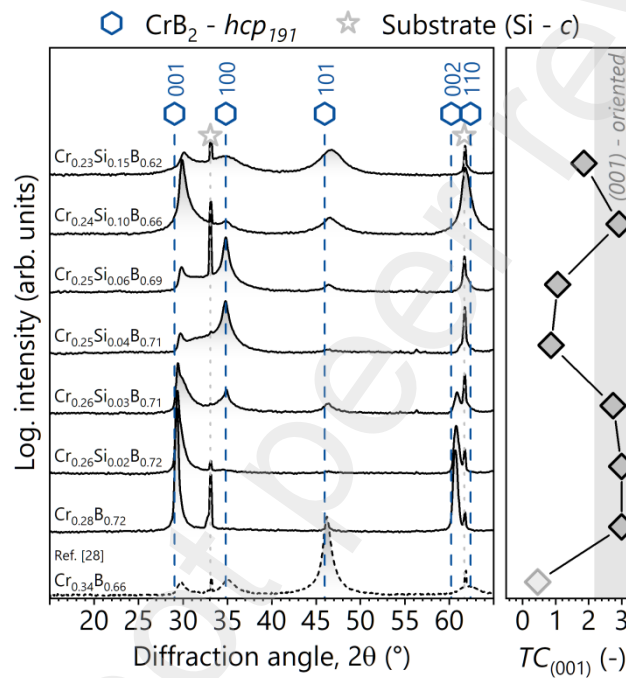 CrB₂ - hcp₁₉₁ Substrate (Si - c)
001 100 101 002 110
(001) - oriented
Cr₀.₂₃Si₀.₁₅B₀.₆₂
Cr₀.₂₄Si₀.₁₀B₀.₆₆
Cr₀.₂₅Si₀.₀₆B₀.₆₉
Cr₀.₂₅Si₀.₀₄B₀.₇₁
Cr₀.₂₆Si₀.₀₃B₀.₇₁
Cr₀.₂₆Si₀.₀₂B₀.₇₂
Cr₀.₂₈B₀.₇₂
Ref. [28]
Cr₀.₃₄B₀.₆₆
Log. intensity (arb. units)
20 25 30 35 40 45 50 55 60
Diffraction angle, 2θ (°)
0 1 2 3
TC₍₀₀₁₎ (-)
ot peer re